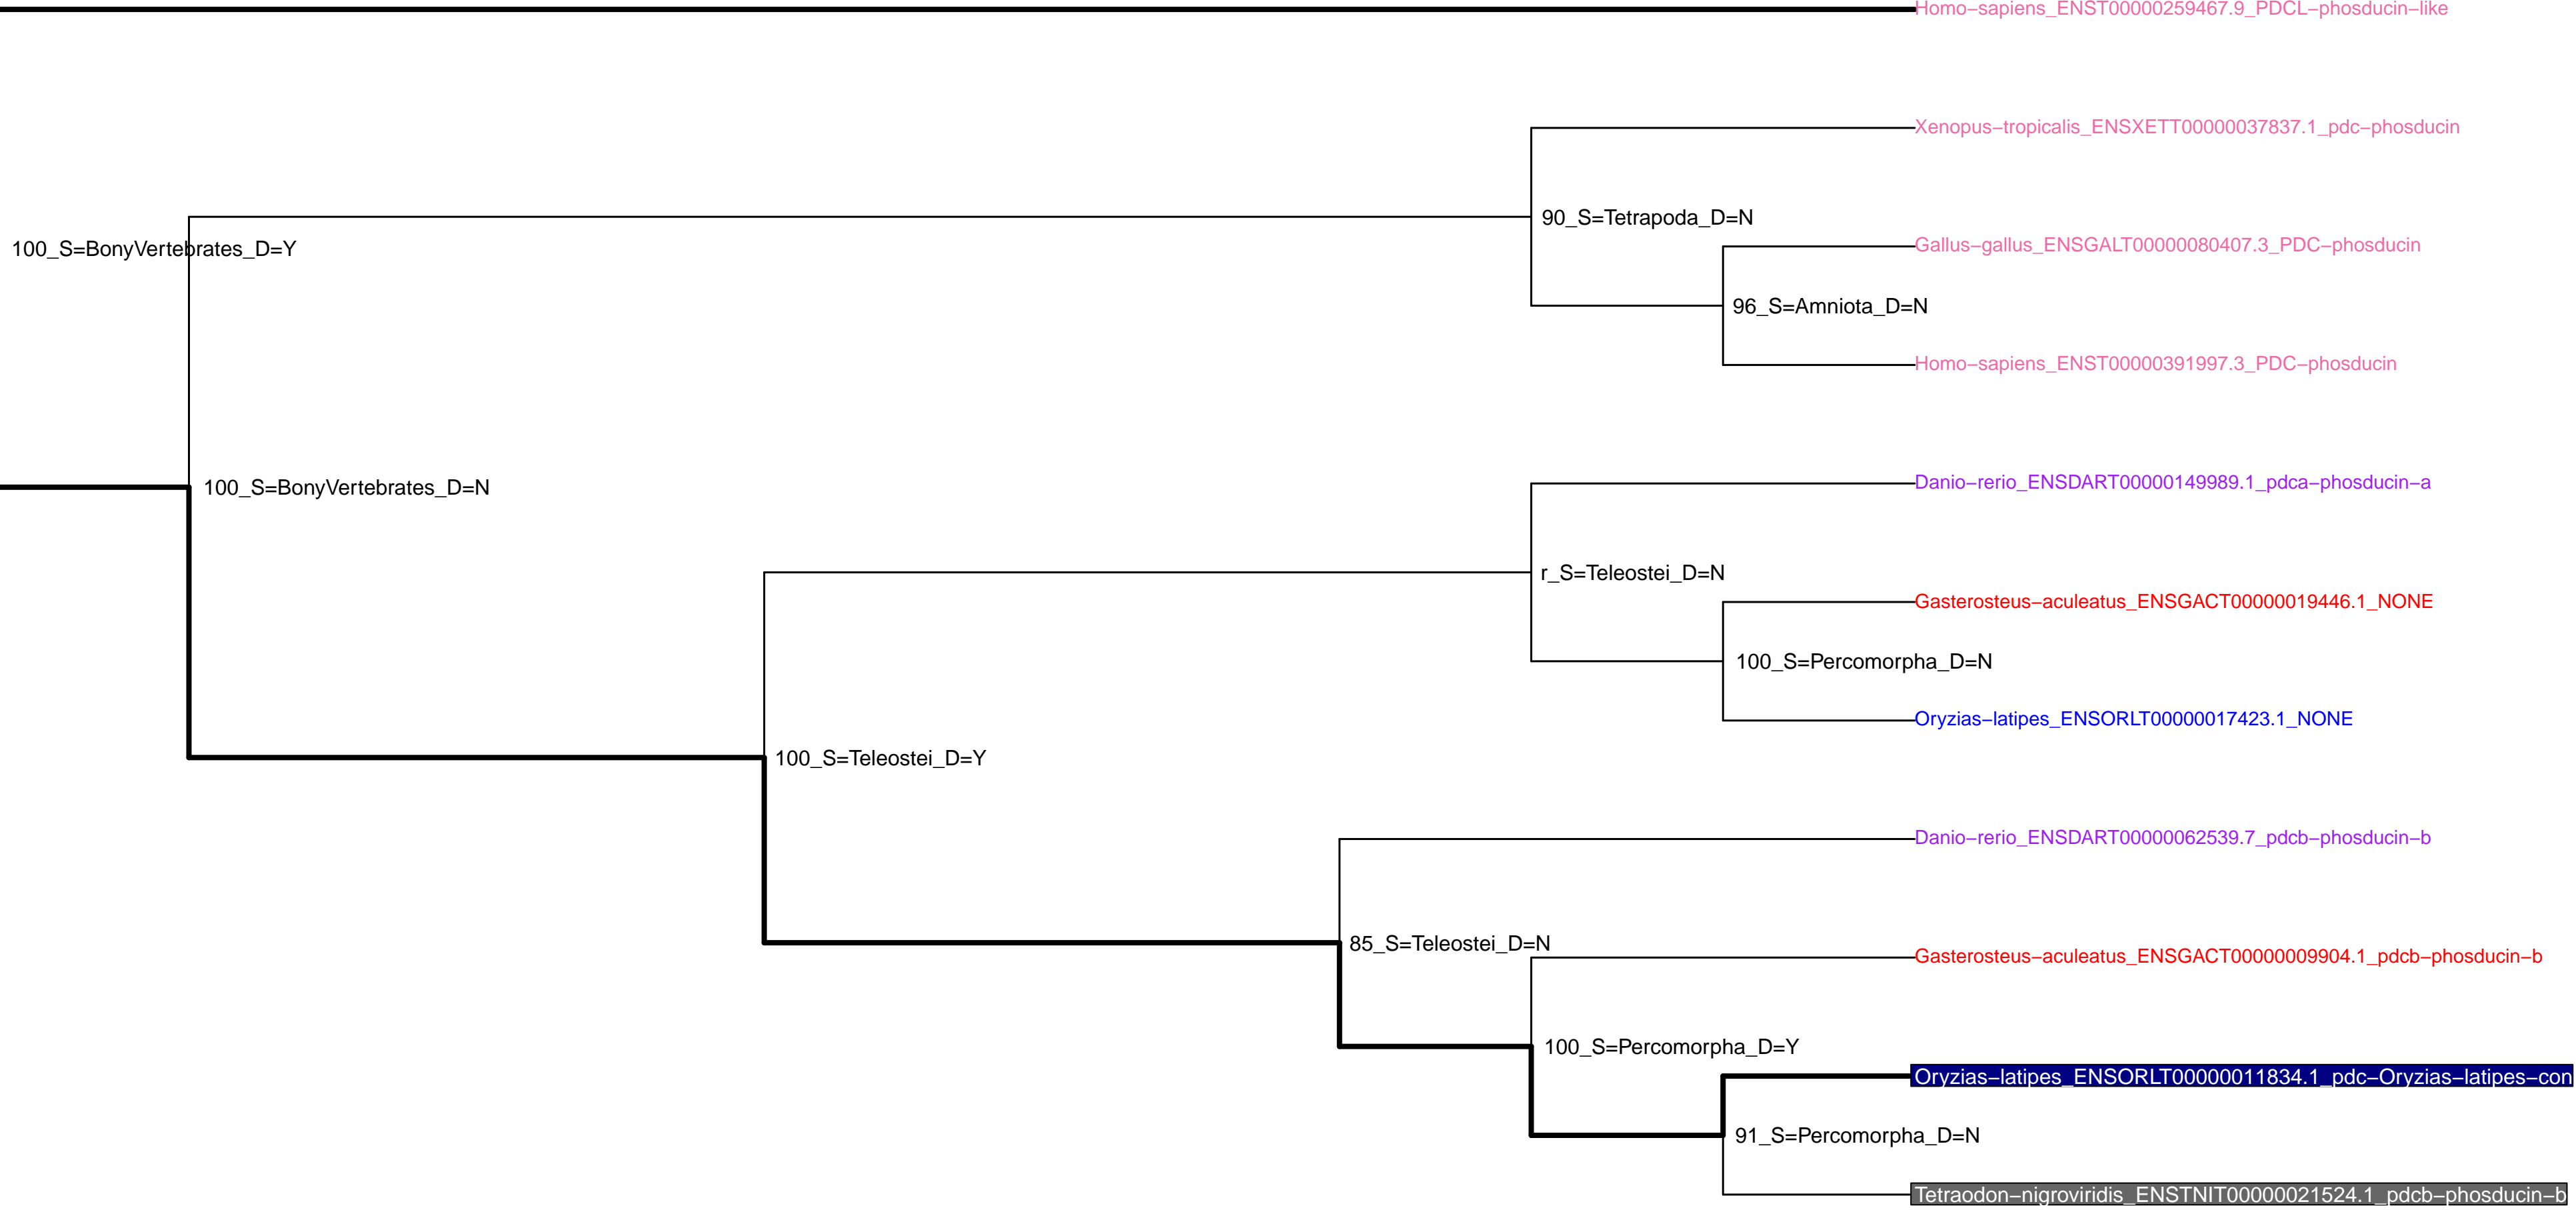 Homo−sapiens_ENST00000259467.9_PDCL−phosducin−like
Xenopus−tropicalis_ENSXETT00000037837.1_pdc−phosducin
90_S=Tetrapoda_D=N
100_S=BonyVertebrates_D=Y
Gallus−gallus_ENSGALT00000080407.3_PDC−phosducin
96_S=Amniota_D=N
Homo−sapiens_ENST00000391997.3_PDC−phosducin
Danio−rerio_ENSDART00000149989.1_pdca−phosducin−a
100_S=BonyVertebrates_D=N
r_S=Teleostei_D=N
Gasterosteus−aculeatus_ENSGACT00000019446.1_NONE
100_S=Percomorpha_D=N
Oryzias−latipes_ENSORLT00000017423.1_NONE
100_S=Teleostei_D=Y
Danio−rerio_ENSDART00000062539.7_pdcb−phosducin−b
85_S=Teleostei_D=N
Gasterosteus−aculeatus_ENSGACT00000009904.1_pdcb−phosducin−b
100_S=Percomorpha_D=Y
Oryzias−latipes_ENSORLT00000011834.1_pdc−Oryzias−latipes−con
91_S=Percomorpha_D=N
Tetraodon−nigroviridis_ENSTNIT00000021524.1_pdcb−phosducin−b